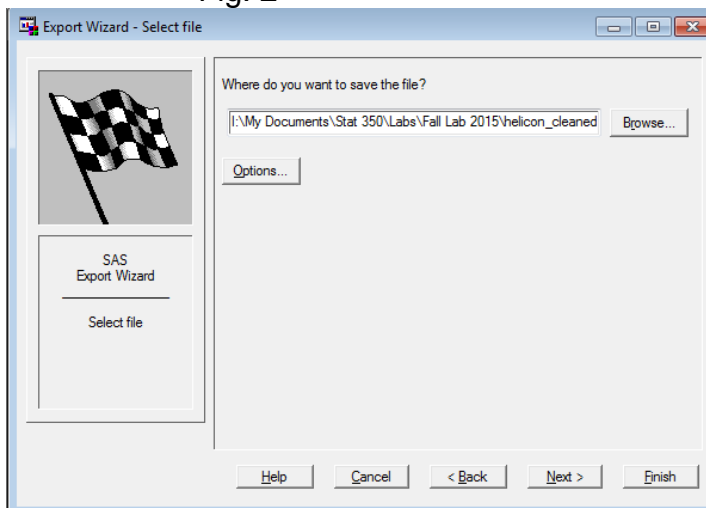 Export Wizard - Select file
Where do you want to save the file?
I:\My Documents\Stat 350\Labs\Fall Lab 2015\helicon_cleaned
Browse...
Options...
SAS
Export Wizard
Select file
Help
Cancel
< Back
Next >
Finish